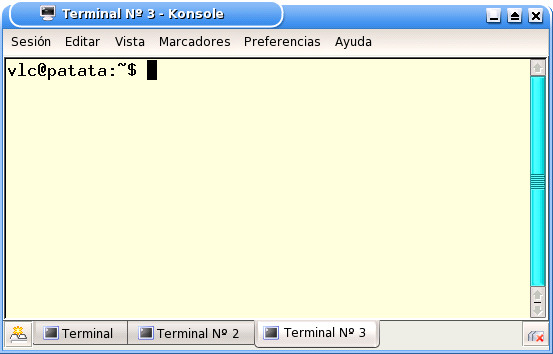 Terminal Nº 3 - Konsole
Sesión Editar Vista Marcadores Preferencias Ayuda
vlc@patata:~$
Terminal Terminal Nº 2 Terminal Nº 3